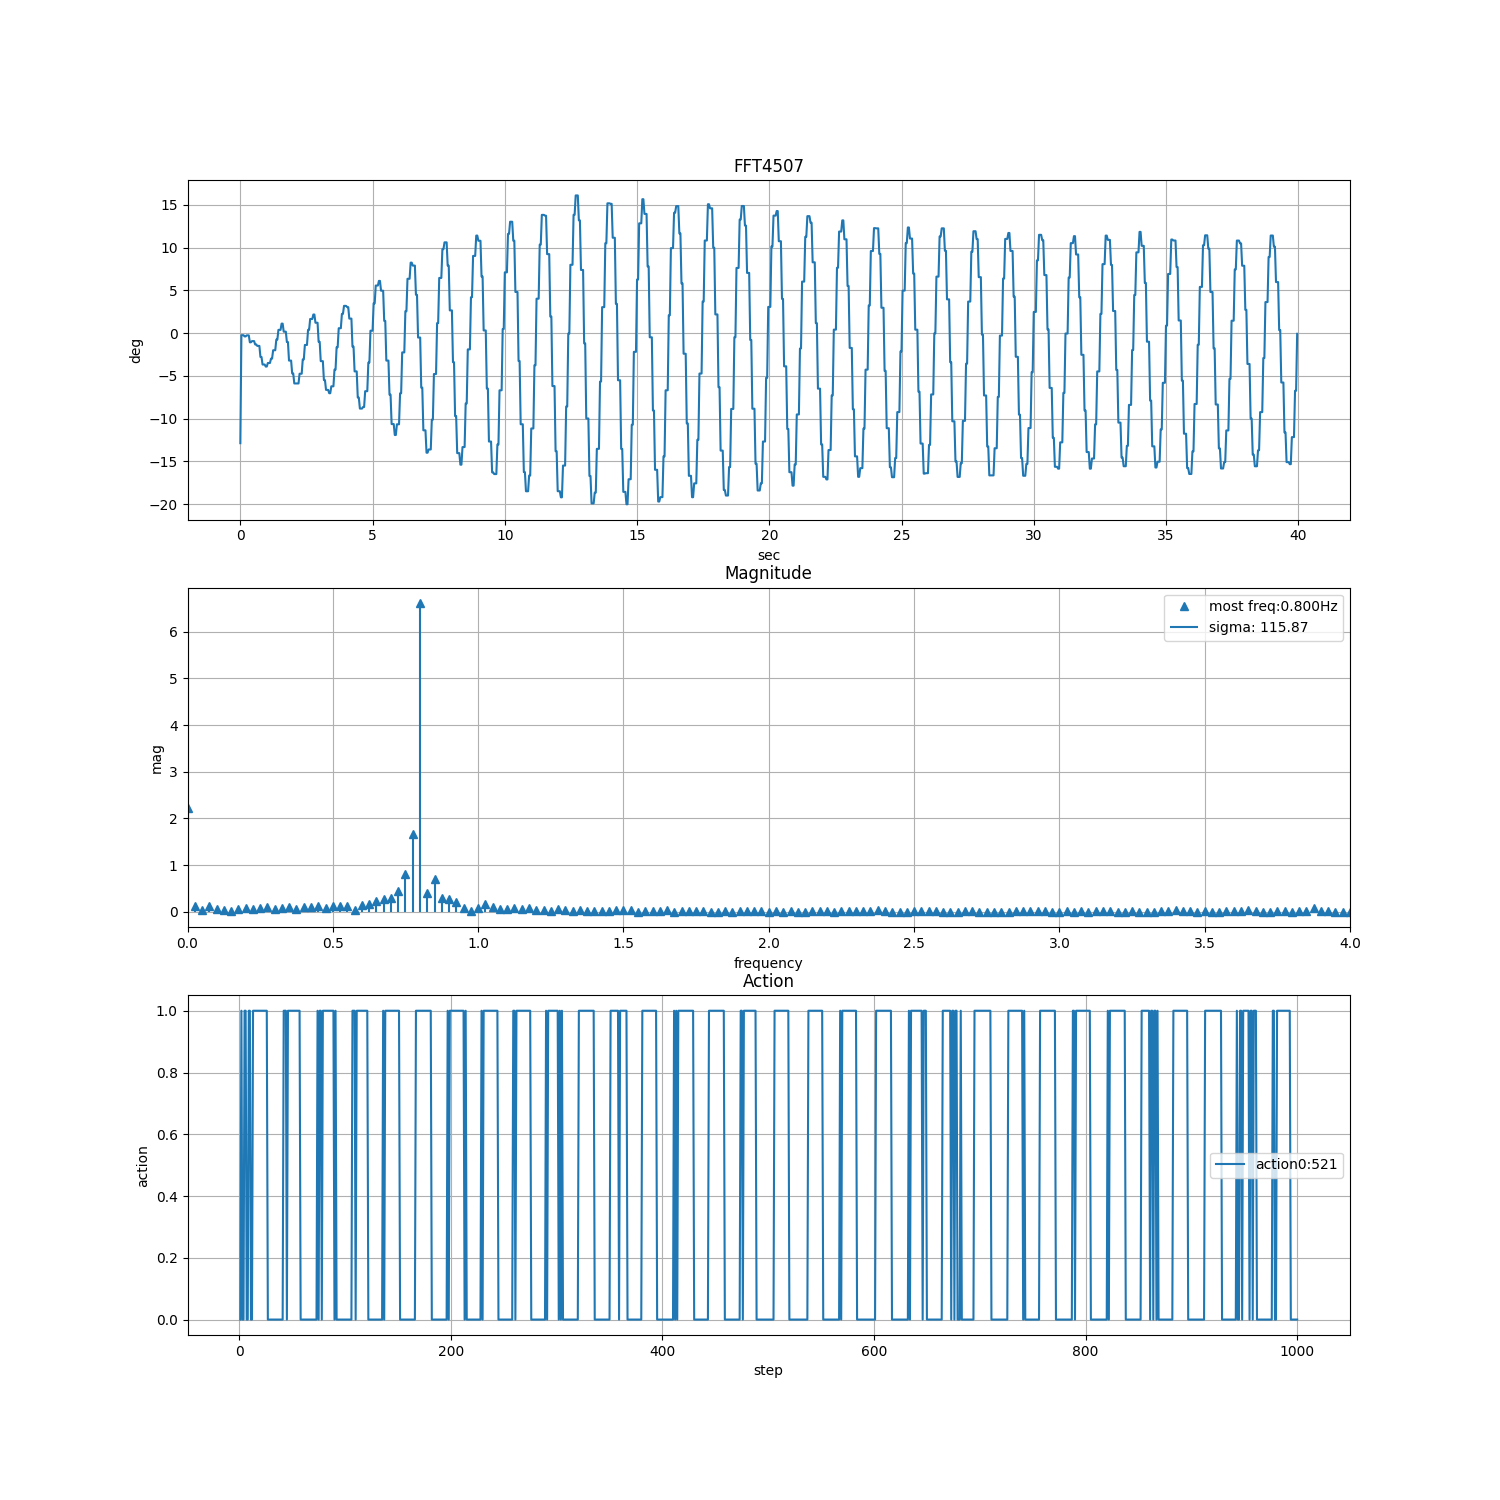 FFT4507
15
10
5
0
−5
−10
−15
−20
deg
0 5 10 15 20 25 30 35 40
sec
Magnitude
most freq:0.800Hz
sigma: 115.87
6
5
4
3
2
1
0
mag
0.0 0.5 1.0 1.5 2.0 2.5 3.0 3.5 4.0
frequency
Action
1.0
0.8
0.6
0.4
0.2
0.0
action
action0:521
0 200 400 600 800 1000
step